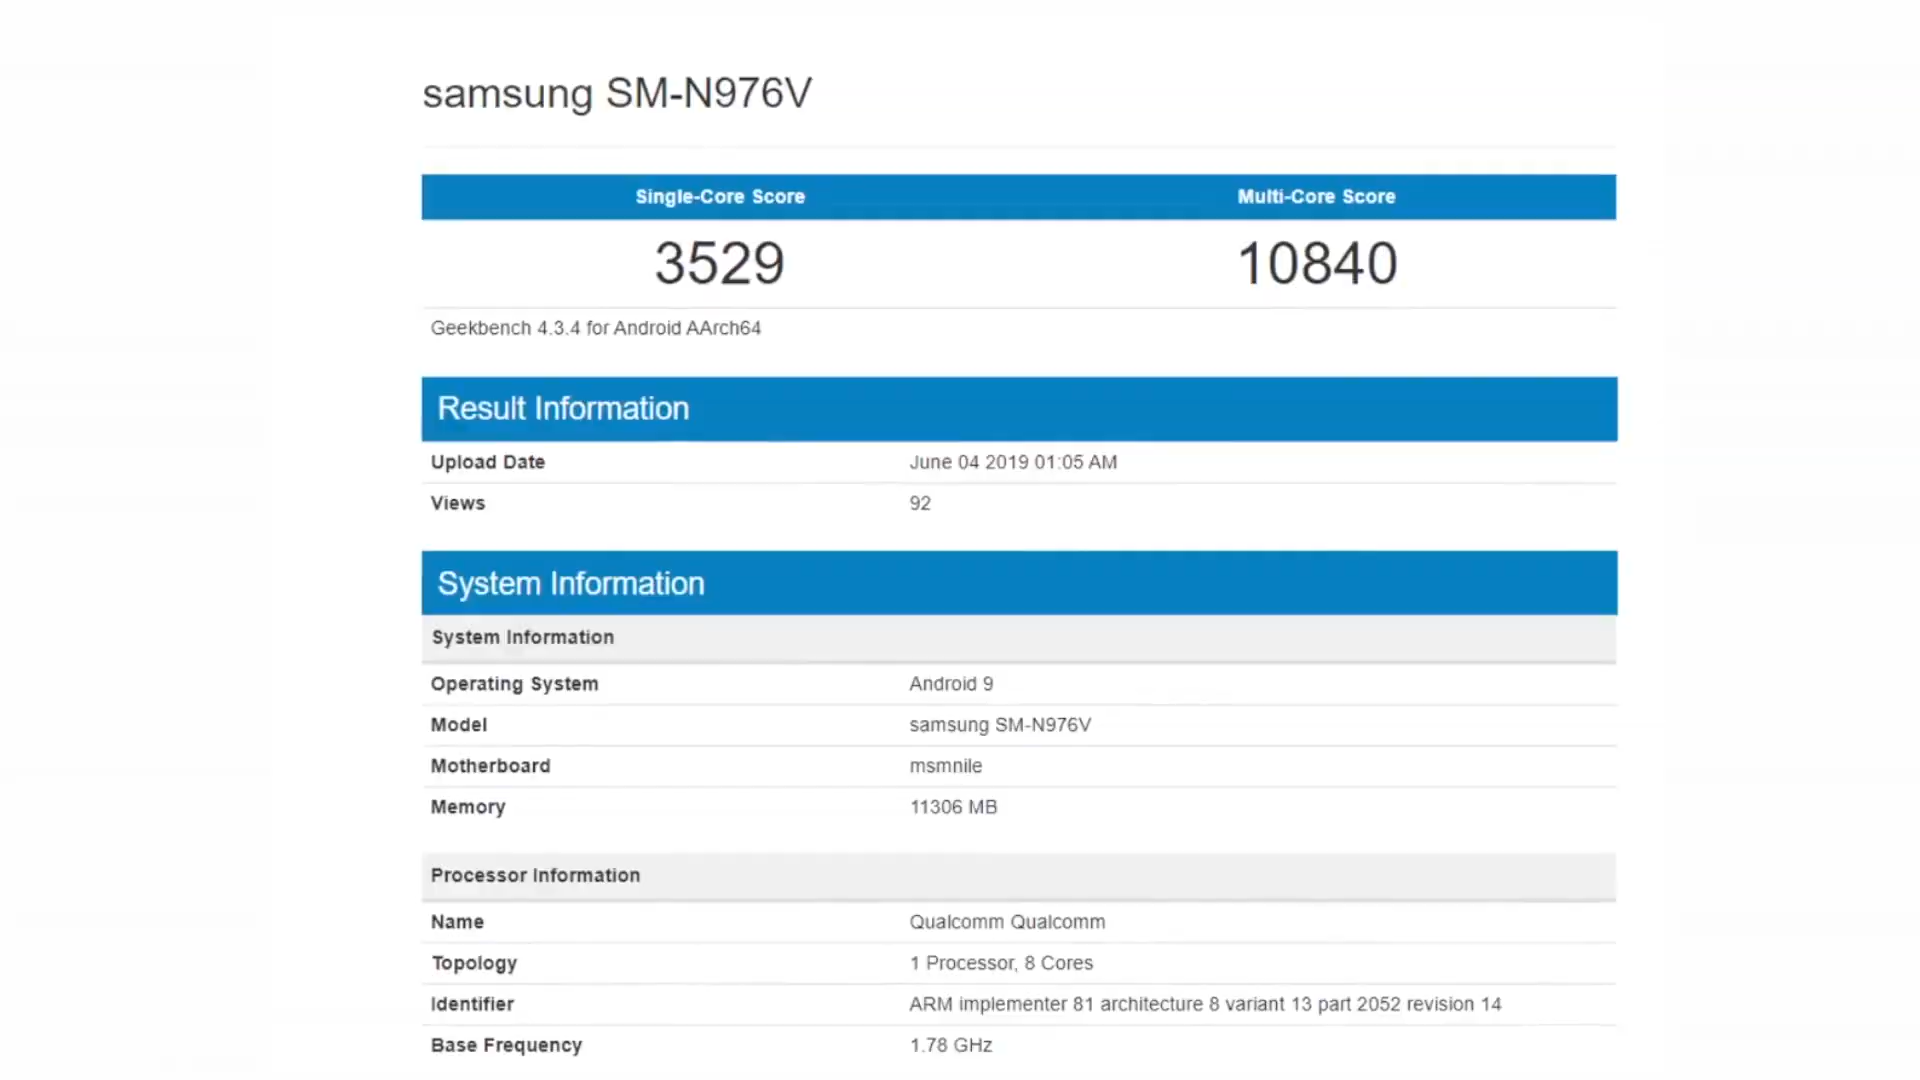 samsung SM-N976V
Single-Core Score Multi-Core Score
3529 10840
Geekbench 4.3.4 for Android AArch64
Result Information
Upload Date June 04 2019 01:05 AM
Views 92
System Information
System Information
Operating System Android 9
Model samsung SM-N976V
Motherboard msmnile
Memory 11306 MB
Processor Information
Name Qualcomm Qualcomm
Topology 1 Processor, 8 Cores
Identifier ARM implementer 81 architecture 8 variant 13 part 2052 revision 14
Base Frequency 1.78 GHz